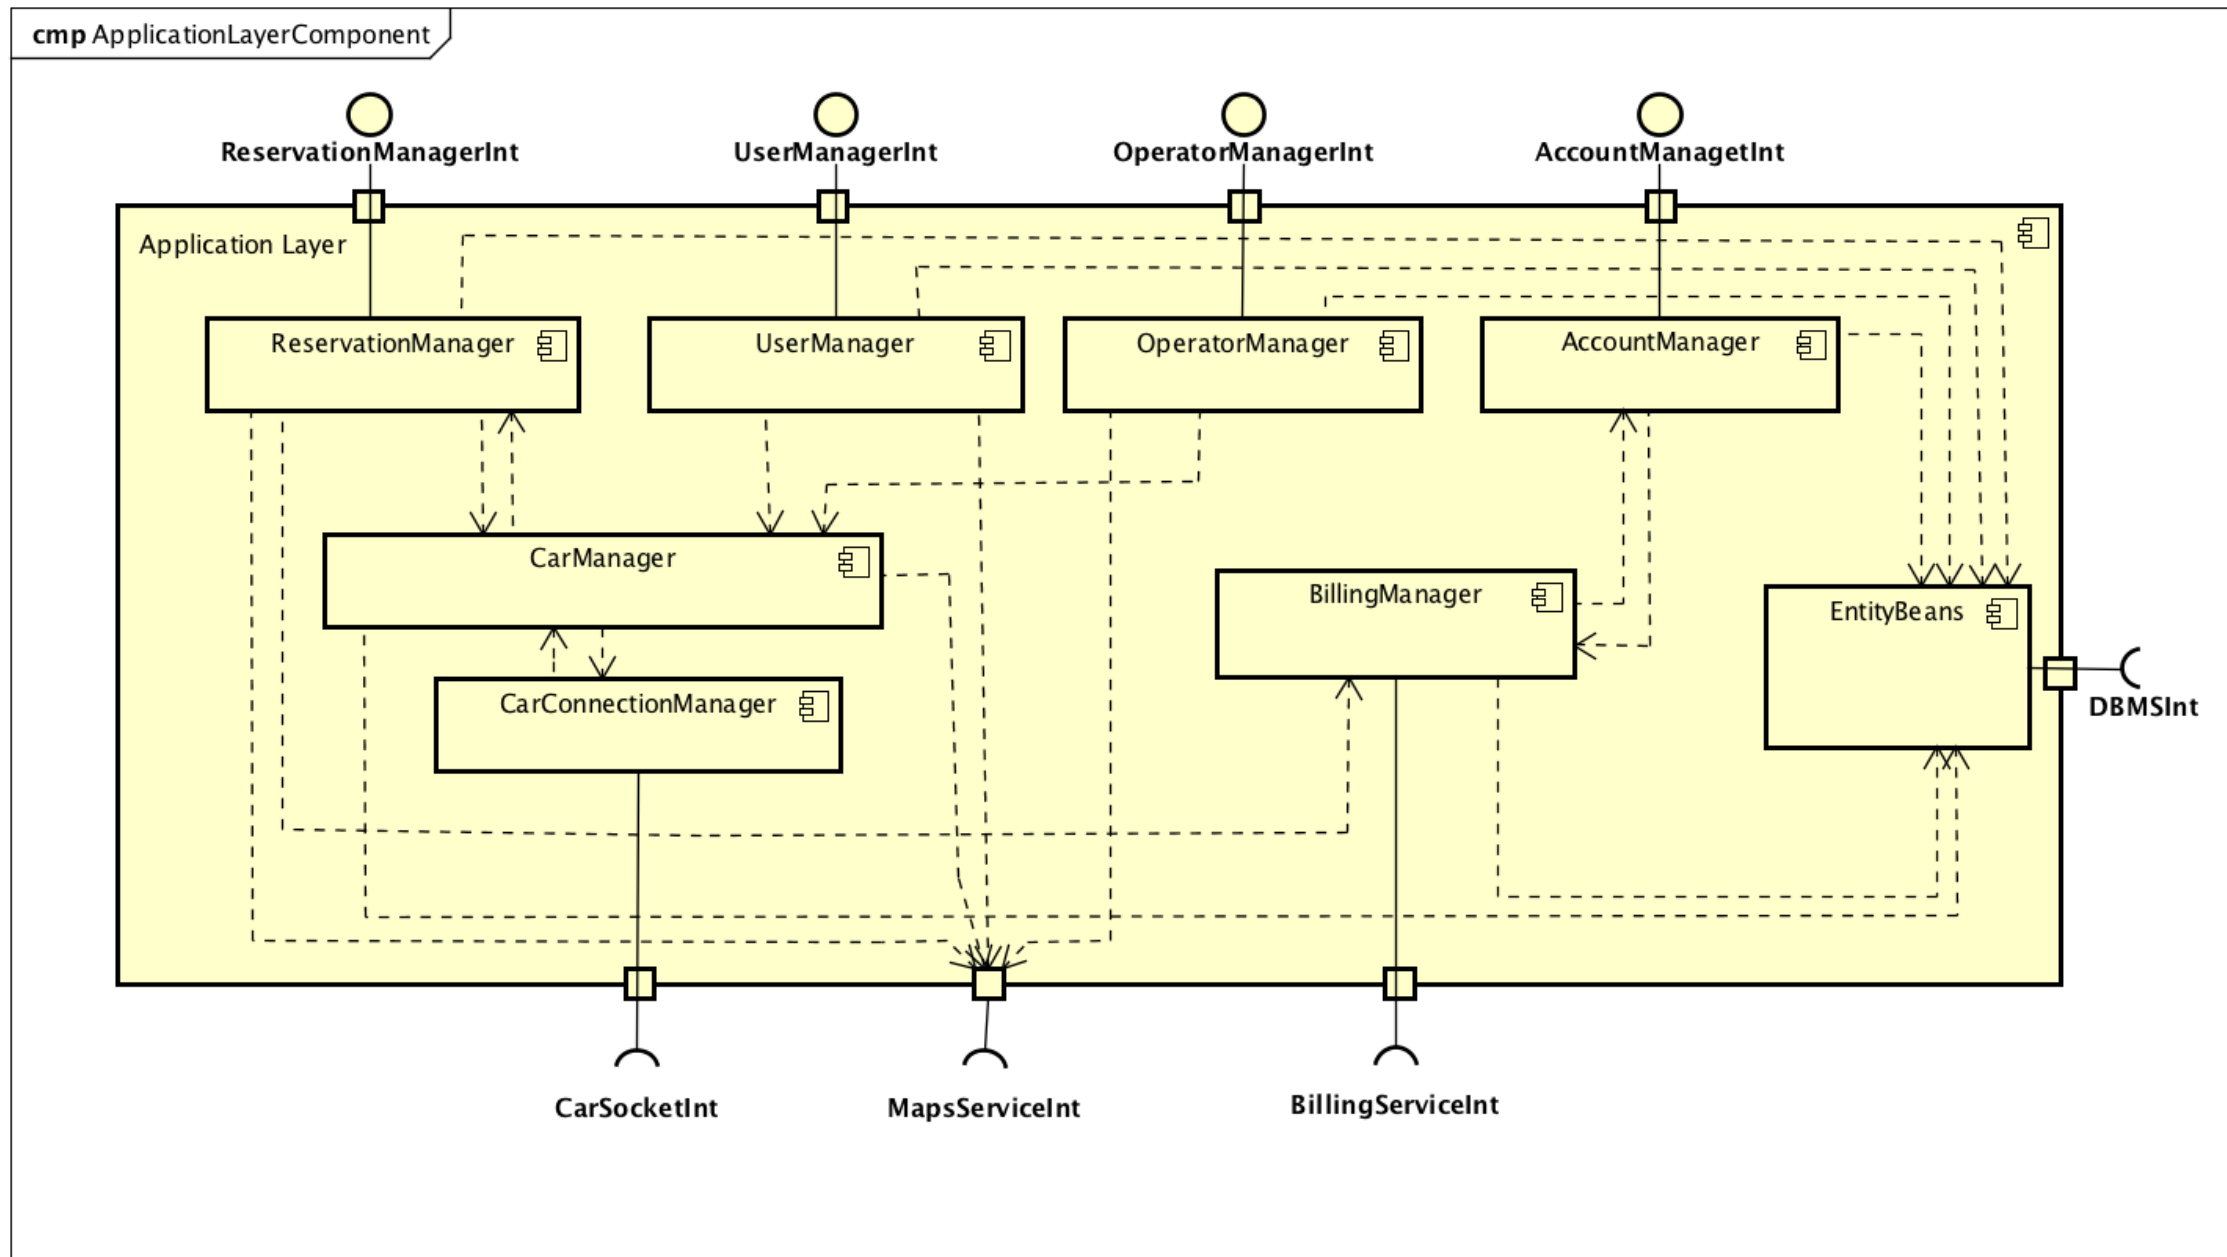 cmp ApplicationLayerComponent
ReservationManagerInt
UserManagerInt
OperatorManagerInt
AccountManagetInt
Application Layer
ReservationManager
UserManager
OperatorManager
AccountManager
CarManager
BillingManager
EntityBeans
CarConnectionManager
DBMSInt
CarSocketInt
MapsServiceInt
BillingServiceInt